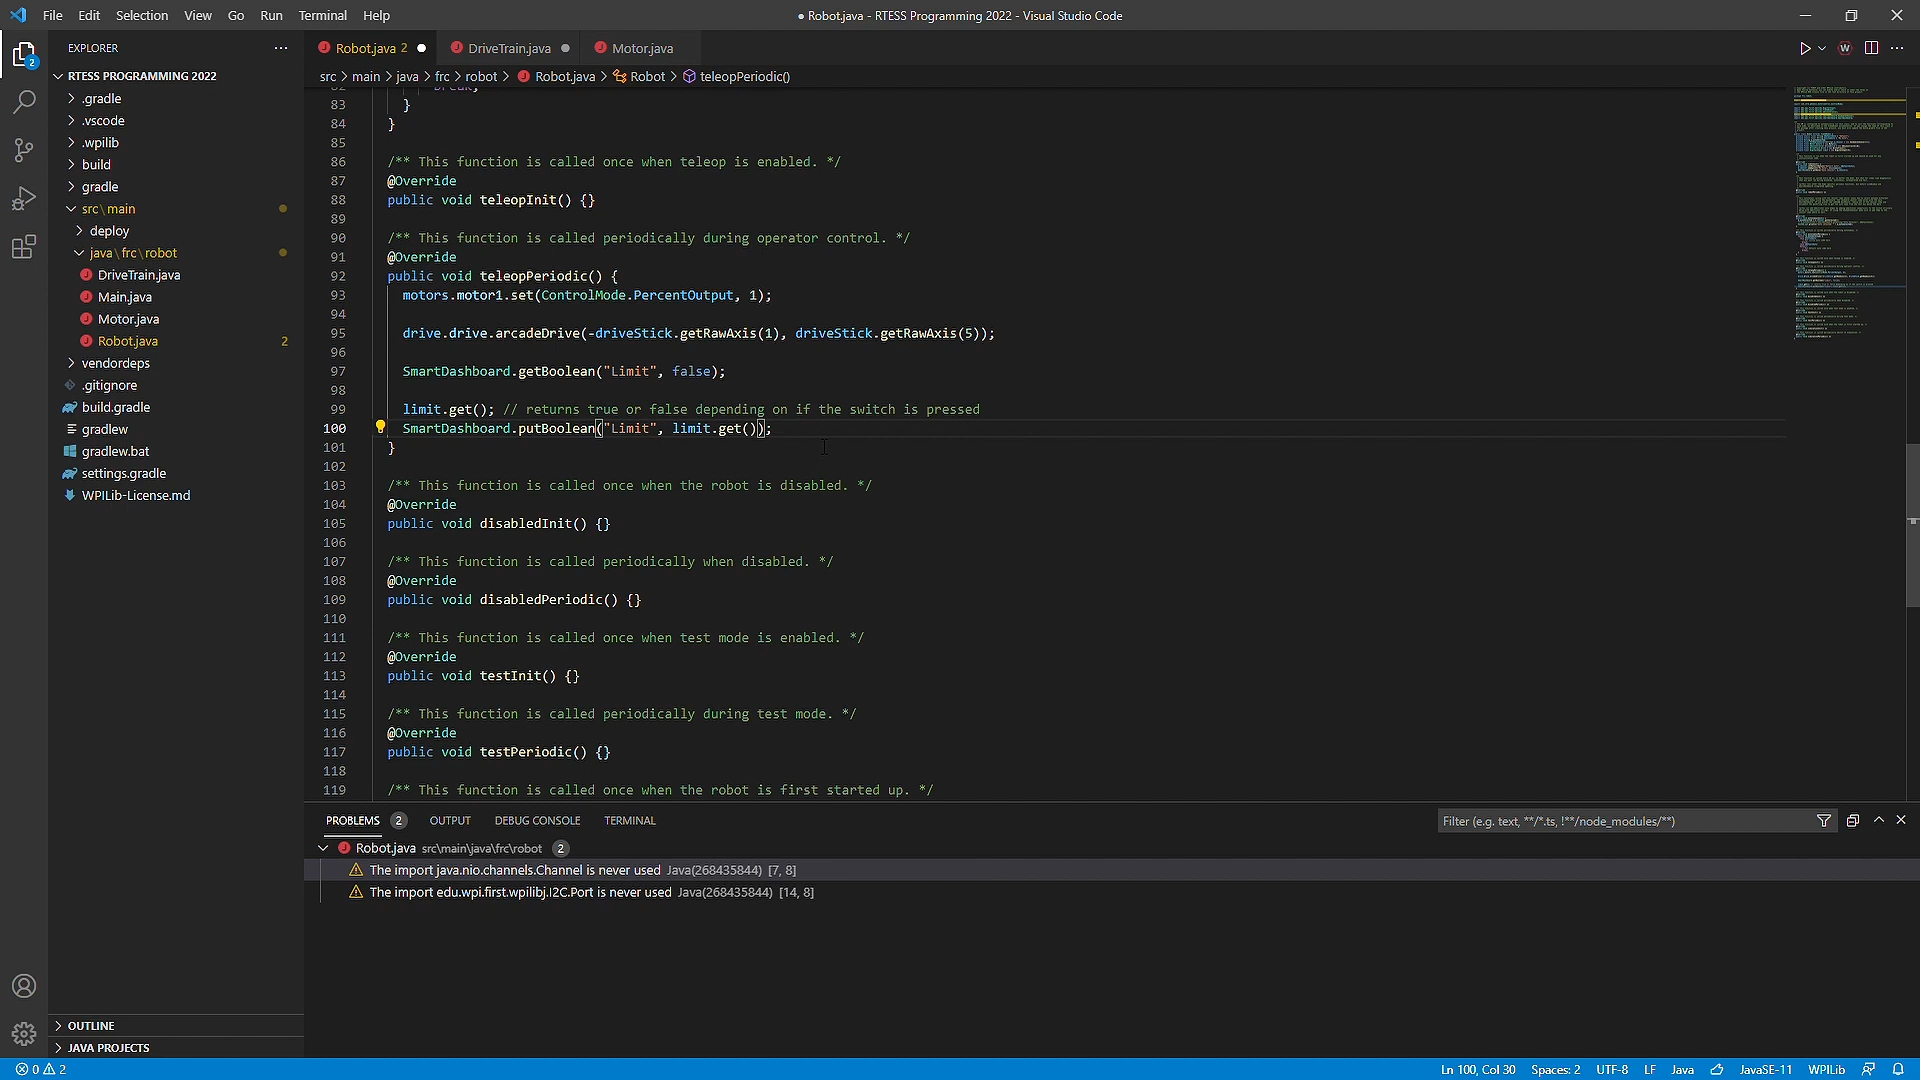 File Edit Selection View Go Run Terminal Help
● Robot.java - RTESS Programming 2022 - Visual Studio Code
EXPLORER
RTESS PROGRAMMING 2022
.gradle
.vscode
.wpilib
build
gradle
src\main
deploy
java\frc\robot
DriveTrain.java
Main.java
Motor.java
Robot.java 2
vendordeps
.gitignore
build.gradle
gradlew
gradlew.bat
settings.gradle
WPILib-License.md
OUTLINE
JAVA PROJECTS
2
Robot.java 2 ● DriveTrain.java ● Motor.java
W
src > main > java > frc > robot > Robot.java > Robot > teleopPeriodic()
82 break;
83 }
84 }
85
86 /** This function is called once when teleop is enabled. */
87 @Override
88 public void teleopInit() {}
89
90 /** This function is called periodically during operator control. */
91 @Override
92 public void teleopPeriodic() {
93 motors.motor1.set(ControlMode.PercentOutput, 1);
94
95 drive.drive.arcadeDrive(-driveStick.getRawAxis(1), driveStick.getRawAxis(5));
96
97 SmartDashboard.getBoolean("Limit", false);
98
99 limit.get(); // returns true or false depending on if the switch is pressed
100 SmartDashboard.putBoolean("Limit", limit.get());
101 }
102
103 /** This function is called once when the robot is disabled. */
104 @Override
105 public void disabledInit() {}
106
107 /** This function is called periodically when disabled. */
108 @Override
109 public void disabledPeriodic() {}
110
111 /** This function is called once when test mode is enabled. */
112 @Override
113 public void testInit() {}
114
115 /** This function is called periodically during test mode. */
116 @Override
117 public void testPeriodic() {}
118
119 /** This function is called once when the robot is first started up. */
PROBLEMS 2 OUTPUT DEBUG CONSOLE TERMINAL
Filter (e.g. text, **/*.ts, !**/node_modules/**)
Robot.java src\main\java\frc\robot 2
The import java.nio.channels.Channel is never used Java(268435844) [7, 8]
The import edu.wpi.first.wpilibj.I2C.Port is never used Java(268435844) [14, 8]
0 2
Ln 100, Col 30 Spaces: 2 UTF-8 LF Java JavaSE-11 WPILib